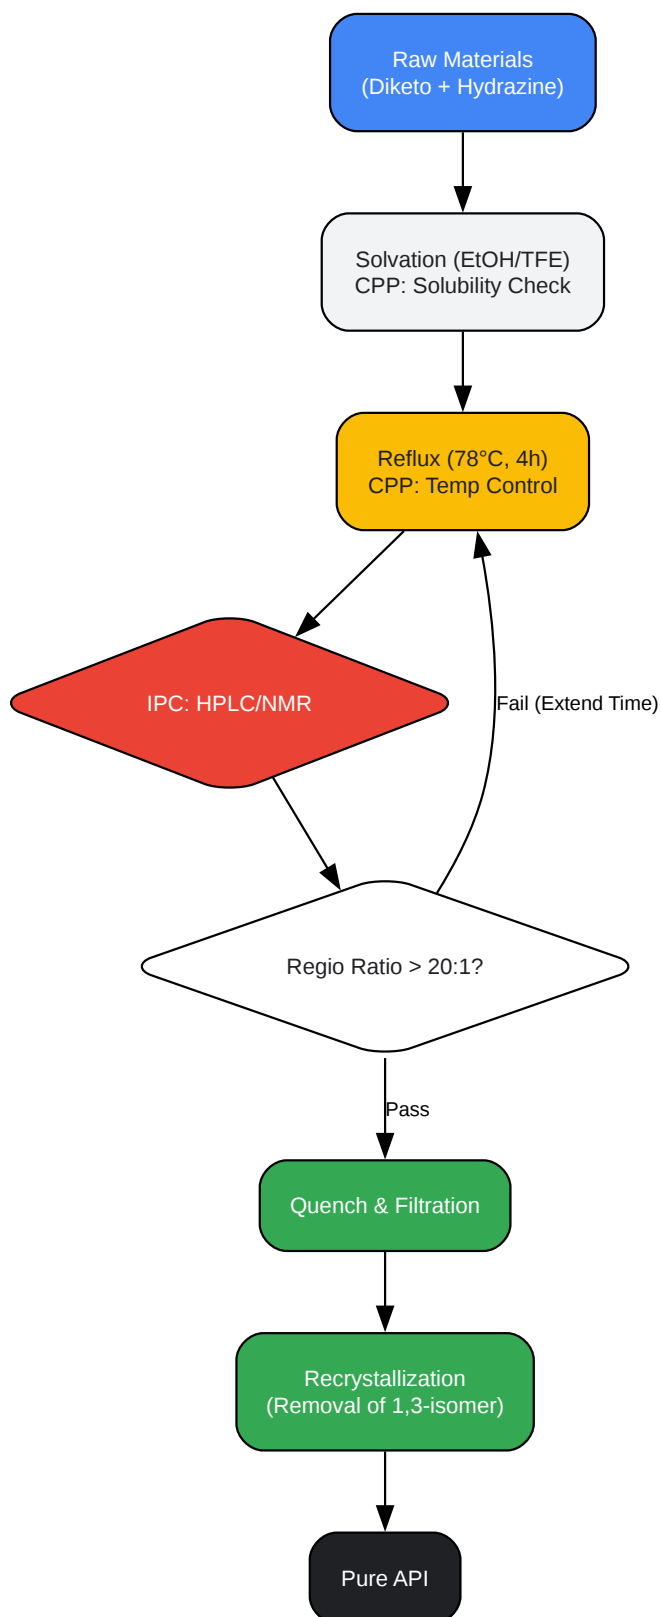 Raw Materials
(Diketo + Hydrazine)
Solvation (EtOH/TFE)
CPP: Solubility Check
Reflux (78°C, 4h)
CPP: Temp Control
IPC: HPLC/NMR
Fail (Extend Time)
Regio Ratio > 20:1?
Pass
Quench & Filtration
Recrystallization
(Removal of 1,3-isomer)
Pure API